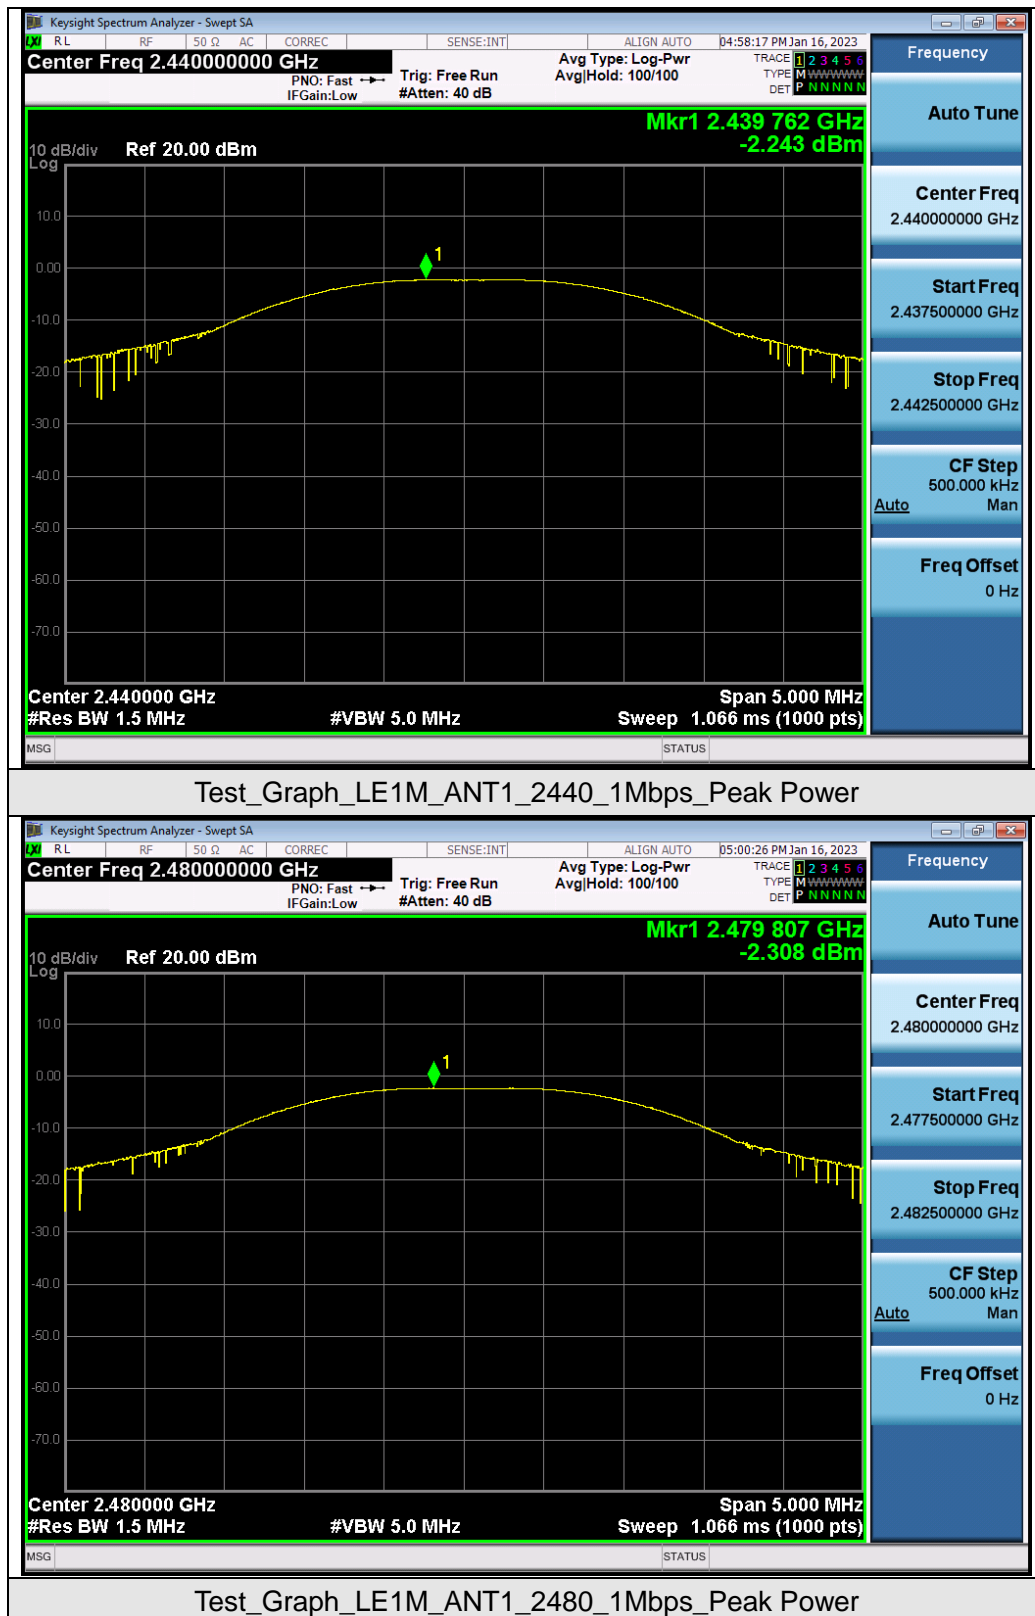 Keysight Spectrum Analyzer - Swept SA
LXI RL RF 50 Ω AC CORREC SENSE:INT ALIGN AUTO 04:58:17 PM Jan 16, 2023
Center Freq 2.440000000 GHz
PNO: Fast
IFGain:Low
Trig: Free Run
#Atten: 40 dB
Avg Type: Log-Pwr
Avg|Hold: 100/100
TRACE 1 2 3 4 5 6
TYPE M WWWWW
DET P N N N N N
Mkr1 2.439 762 GHz
-2.243 dBm
10 dB/div Ref 20.00 dBm
Log
1
10.0
0.00
-10.0
-20.0
-30.0
-40.0
-50.0
-60.0
-70.0
Center 2.440000 GHz Span 5.000 MHz
#Res BW 1.5 MHz #VBW 5.0 MHz Sweep 1.066 ms (1000 pts)
MSG STATUS
Frequency
Auto Tune
Center Freq
2.440000000 GHz
Start Freq
2.437500000 GHz
Stop Freq
2.442500000 GHz
CF Step
500.000 kHz
Auto Man
Freq Offset
0 Hz
Test_Graph_LE1M_ANT1_2440_1Mbps_Peak Power
Keysight Spectrum Analyzer - Swept SA
LXI RL RF 50 Ω AC CORREC SENSE:INT ALIGN AUTO 05:00:26 PM Jan 16, 2023
Center Freq 2.480000000 GHz
PNO: Fast
IFGain:Low
Trig: Free Run
#Atten: 40 dB
Avg Type: Log-Pwr
Avg|Hold: 100/100
TRACE 1 2 3 4 5 6
TYPE M WWWWW
DET P N N N N N
Mkr1 2.479 807 GHz
-2.308 dBm
10 dB/div Ref 20.00 dBm
Log
1
10.0
0.00
-10.0
-20.0
-30.0
-40.0
-50.0
-60.0
-70.0
Center 2.480000 GHz Span 5.000 MHz
#Res BW 1.5 MHz #VBW 5.0 MHz Sweep 1.066 ms (1000 pts)
MSG STATUS
Frequency
Auto Tune
Center Freq
2.480000000 GHz
Start Freq
2.477500000 GHz
Stop Freq
2.482500000 GHz
CF Step
500.000 kHz
Auto Man
Freq Offset
0 Hz
Test_Graph_LE1M_ANT1_2480_1Mbps_Peak Power